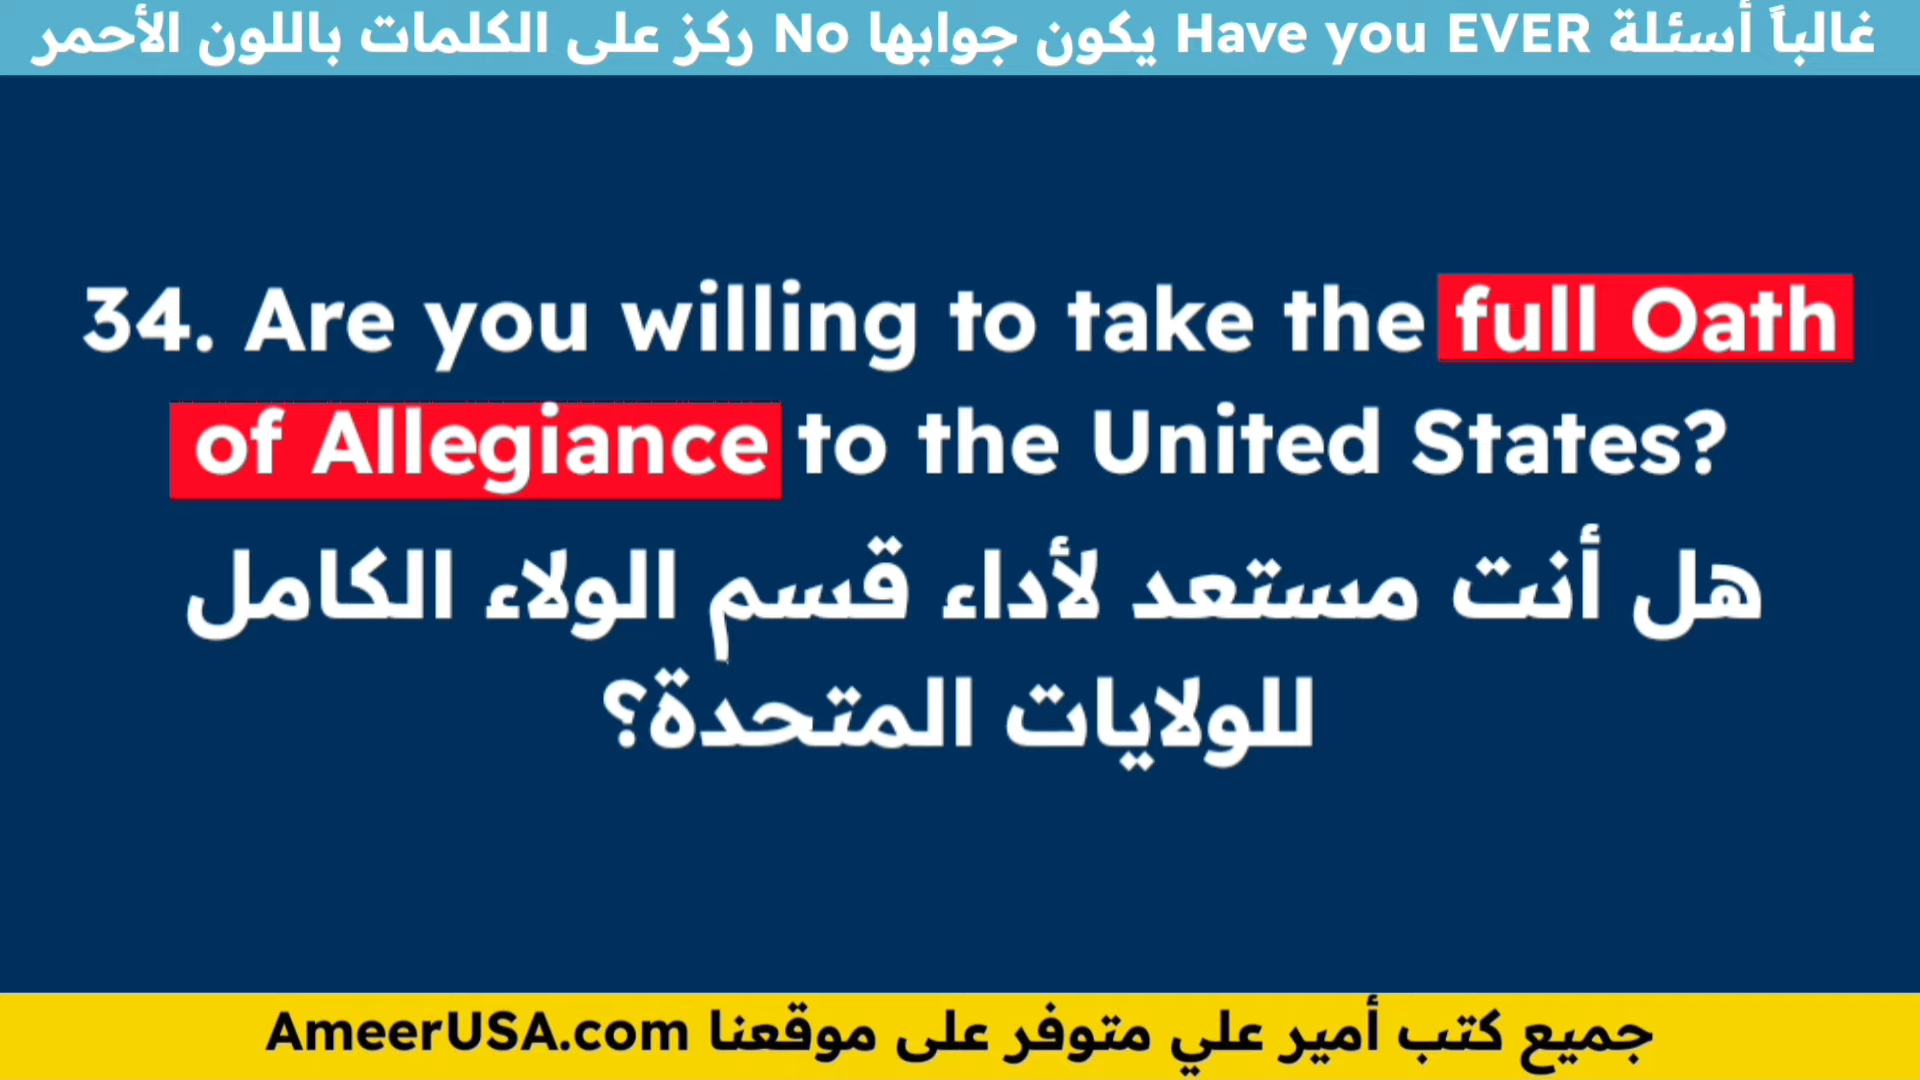 غالباً أسئلة Have you EVER يكون جوابها No ركز على الكلمات باللون الأحمر
34. Are you willing to take the full Oath
of Allegiance to the United States?
هل أنت مستعد لأداء قسم الولاء الكامل
للولايات المتحدة؟
جميع كتب أمير علي متوفر على موقعنا AmeerUSA.com